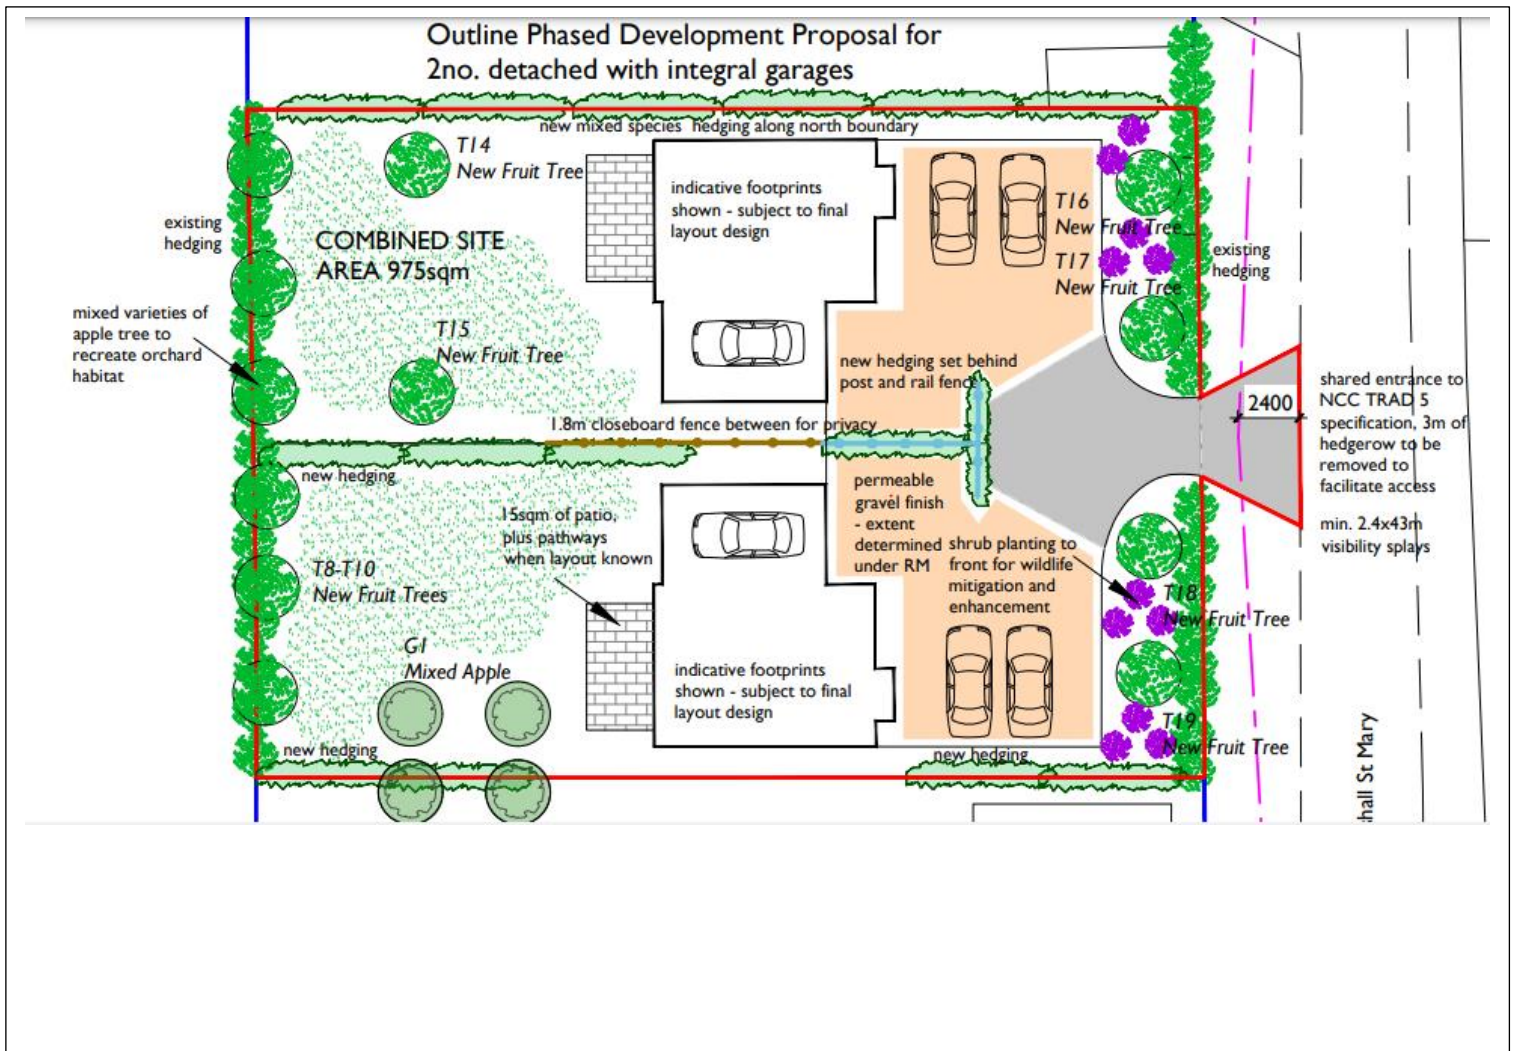 Outline Phased Development Proposal for
2no. detached with integral garages
new mixed species hedging along north boundary
T14
New Fruit Tree
indicative footprints
shown - subject to final
layout design
T16
New Fruit Tree
T17
New Fruit Tree
existing
hedging
COMBINED SITE
AREA 975sqm
existing
hedging
mixed varieties of
apple tree to
recreate orchard
habitat
T15
New Fruit Tree
new hedging set behind
post and rail fence
2400
shared entrance to
NCC TRAD 5
specification, 3m of
hedgerow to be
removed to
facilitate access
min. 2.4x43m
visibility splays
1.8m closeboard fence between for privacy
new hedging
permeable
gravel finish
- extent
determined
under RM
15sqm of patio,
plus pathways
when layout known
shrub planting to
front for wildlife
mitigation and
enhancement
T8-T10
New Fruit Trees
T18
New Fruit Tree
G1
Mixed Apple
indicative footprints
shown - subject to final
layout design
T19
New Fruit Tree
new hedging
new hedging
hall St Mary